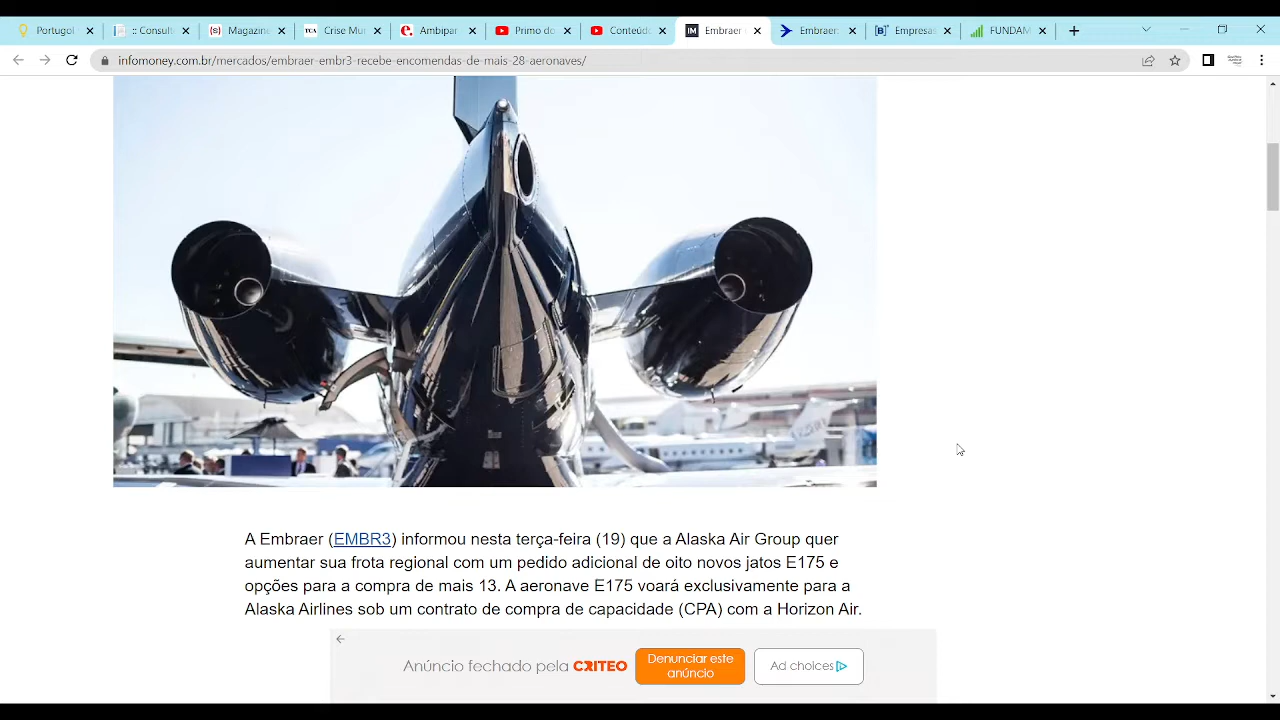 Portugol
:: Consult
Magazine
Crise Mu
Ambipar
Primo do
Conteúdo
Embraer
Embraer:
Empresas
FUNDAM
infomoney.com.br/mercados/embraer-embr3-recebe-encomendas-de-mais-28-aeronaves/
A Embraer (EMBR3) informou nesta terça-feira (19) que a Alaska Air Group quer
aumentar sua frota regional com um pedido adicional de oito novos jatos E175 e
opções para a compra de mais 13. A aeronave E175 voará exclusivamente para a
Alaska Airlines sob um contrato de compra de capacidade (CPA) com a Horizon Air.
Anúncio fechado pela CRITEO
Denunciar este
anúncio
Ad choices